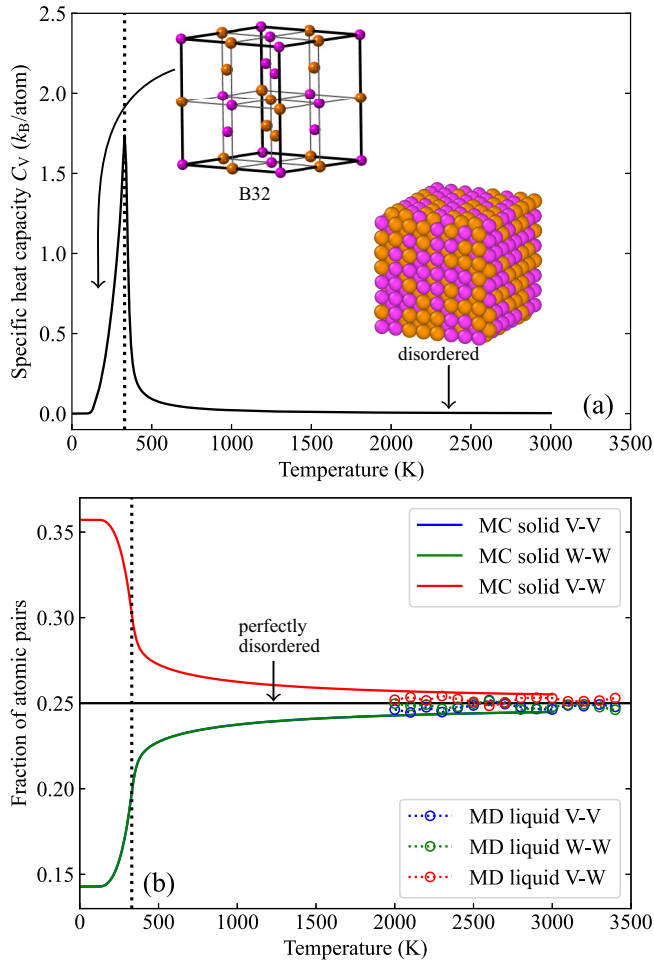 2.5
2.0
1.5
1.0
0.5
0.0
Specific heat capacity C_V (k_B/atom)
B32
disordered
(a)
0 500 1000 1500 2000 2500 3000 3500
Temperature (K)
0.35
0.30
0.25
0.20
0.15
Fraction of atomic pairs
MC solid V-V
MC solid W-W
MC solid V-W
perfectly
disordered
MD liquid V-V
MD liquid W-W
MD liquid V-W
(b)
0 500 1000 1500 2000 2500 3000 3500
Temperature (K)